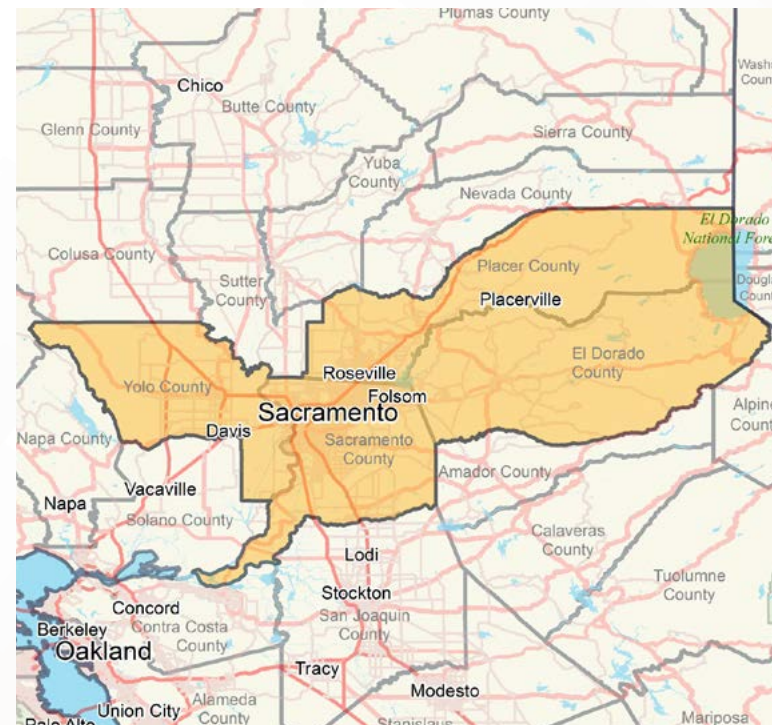 Plumas County
Chico
Butte County
Glenn County
Sierra County
Yuba
County
Nevada County
El Dorado
National
Colusa County
Sutter
County
Placer County
Placerville
El Dorado
County
Roseville
Folsom
Yolo County
Sacramento
Davis
Sacramento
County
Napa County
Amador County
Vacaville
Napa
Solano County
Calaveras
County
Lodi
Tuolumne
County
Stockton
San Joaquin
County
Concord
Contra Costa
County
Berkeley
Oakland
Tracy
Modesto
Union City
Alameda
County
Mariposa